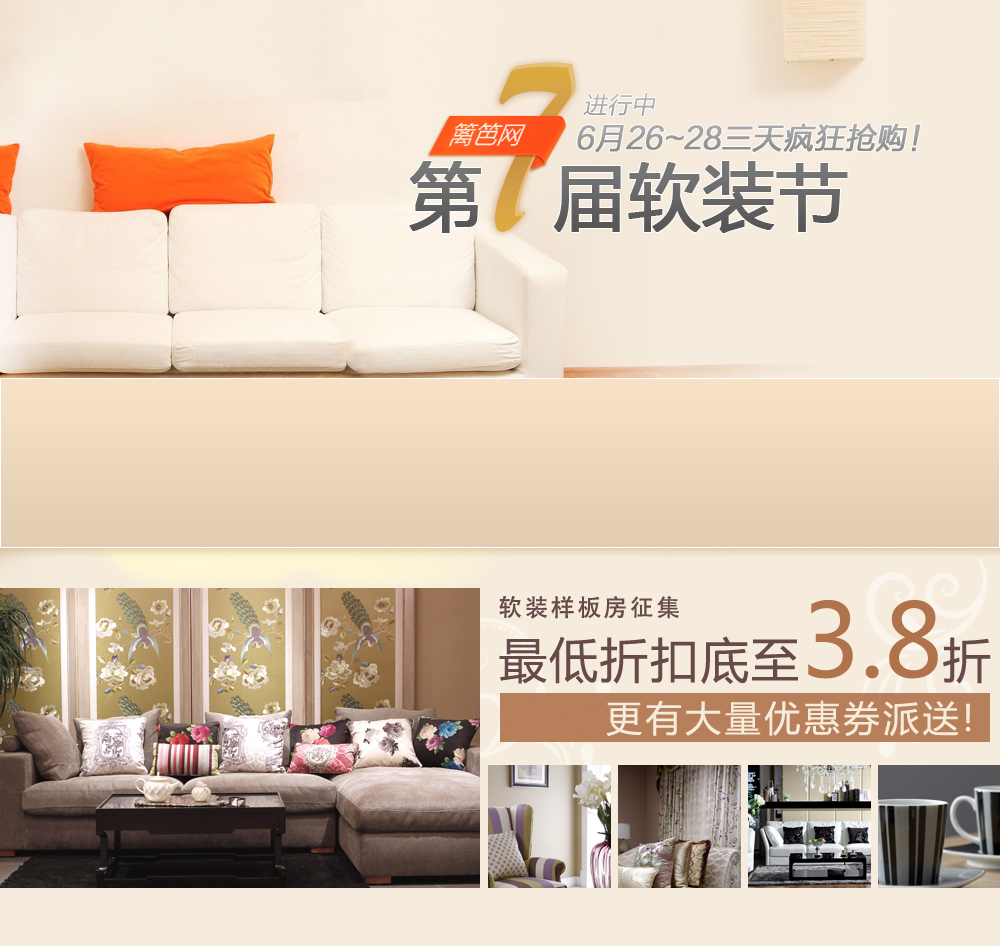 进行中
篱笆网
6月26~28三天疯狂抢购!
第7届软装节
软装样板房征集
最低折扣底至3.8折
更有大量优惠券派送!